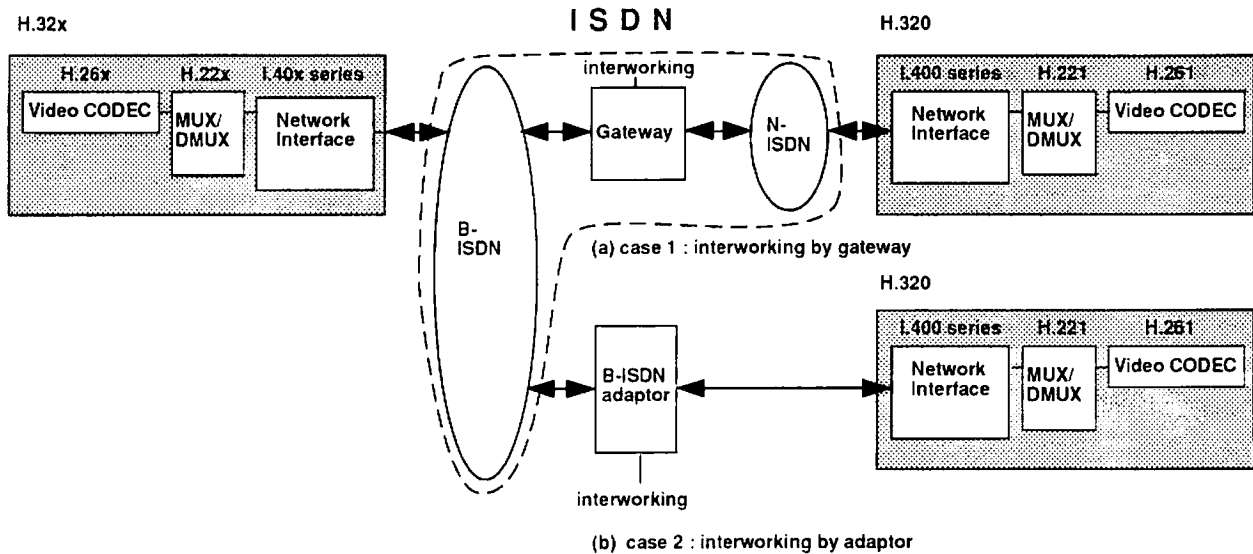 I S D N
H.32x
H.320
H.26x
H.22x
I.40x series
Video CODEC
MUX/
DMUX
Network
Interface
B-
ISDN
interworking
Gateway
N-
ISDN
I.400 series
H.221
H.261
Network
Interface
MUX/
DMUX
Video CODEC
(a) case 1 : interworking by gateway
H.320
I.400 series
H.221
H.261
Network
Interface
MUX/
DMUX
Video CODEC
B-ISDN
adaptor
interworking
(b) case 2 : interworking by adaptor